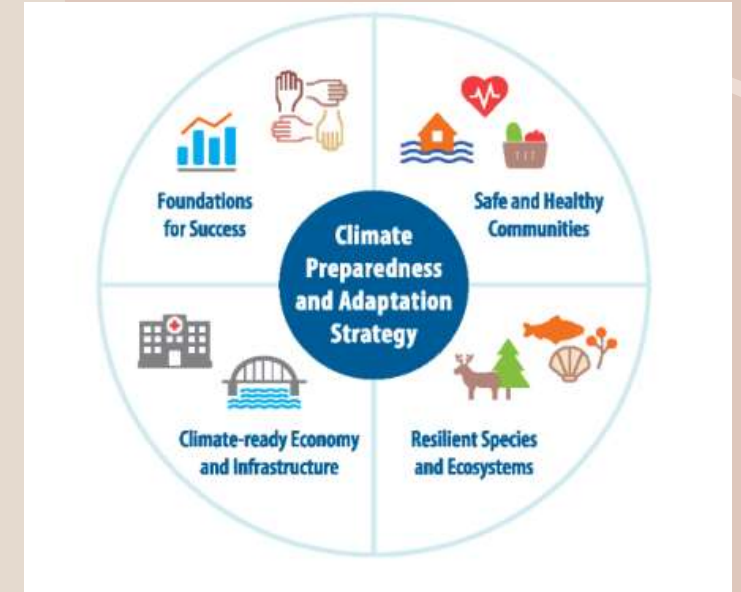 Foundations
for Success
Safe and Healthy
Communities
Climate
Preparedness
and Adaptation
Strategy
Climate-ready Economy
and Infrastructure
Resilient Species
and Ecosystems